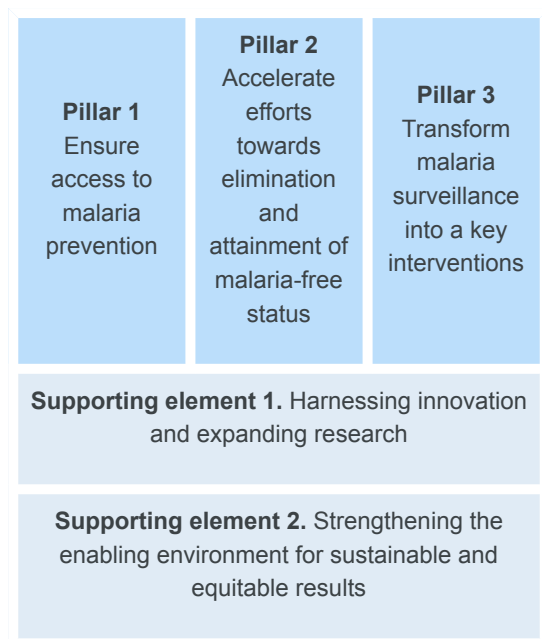 Pillar 1
Ensure
access to
malaria
prevention
Pillar 2
Accelerate
efforts
towards
elimination
and
attainment of
malaria-free
status
Pillar 3
Transform
malaria
surveillance
into a key
interventions
Supporting element 1. Harnessing innovation
and expanding research
Supporting element 2. Strengthening the
enabling environment for sustainable and
equitable results